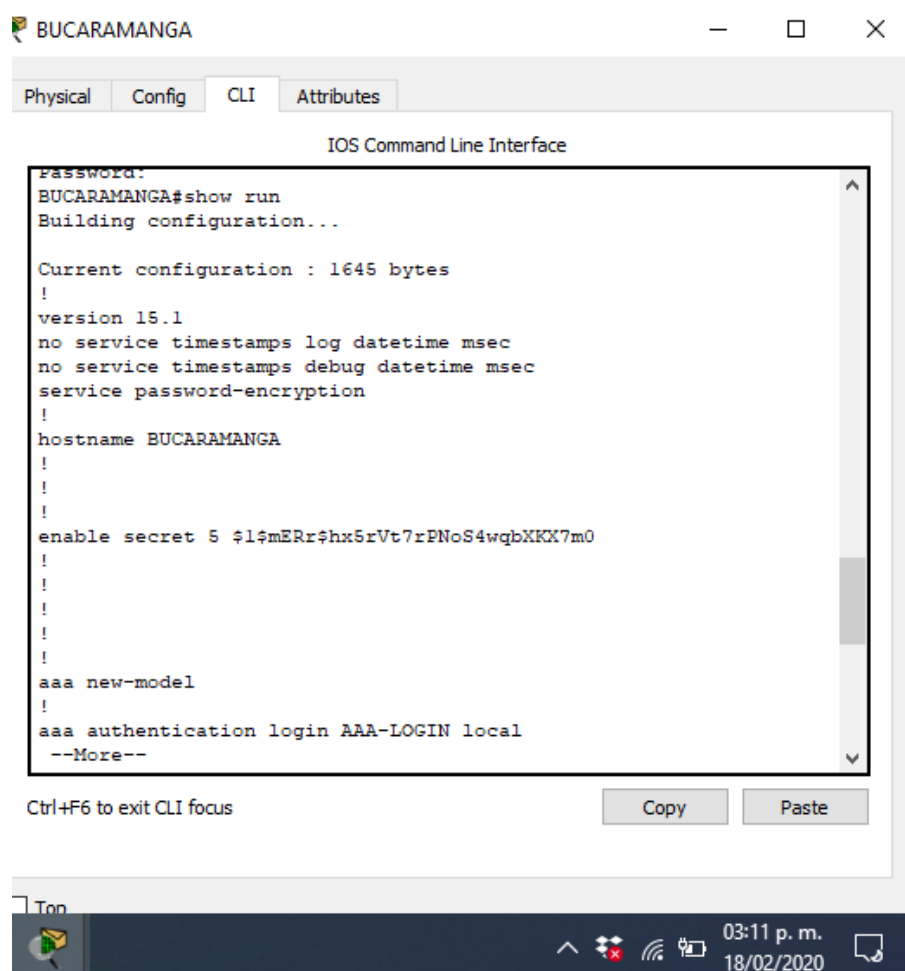 BUCARAMANGA
Physical Config CLI Attributes
IOS Command Line Interface
Password:
BUCARAMANGA#show run
Building configuration...
Current configuration : 1645 bytes
!
version 15.1
no service timestamps log datetime msec
no service timestamps debug datetime msec
service password-encryption
!
hostname BUCARAMANGA
!
!
!
enable secret 5 $1$mERr$hx5rVt7rPNoS4wqbXKX7m0
!
!
!
!
!
aaa new-model
!
aaa authentication login AAA-LOGIN local
--More--
Ctrl+F6 to exit CLI focus
Copy Paste
Top
03:11 p. m.
18/02/2020